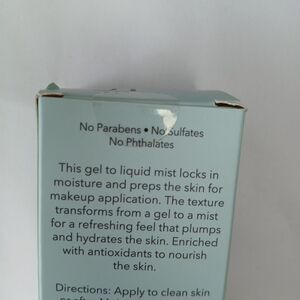 No Parabens • No Sulfates
No Phthalates
This gel to liquid mist locks in
moisture and preps the skin for
makeup application. The texture
transforms from a gel to a mist
for a refreshing feel that plumps
and hydrates the skin. Enriched
with antioxidants to nourish
the skin.
Directions: Apply to clean skin